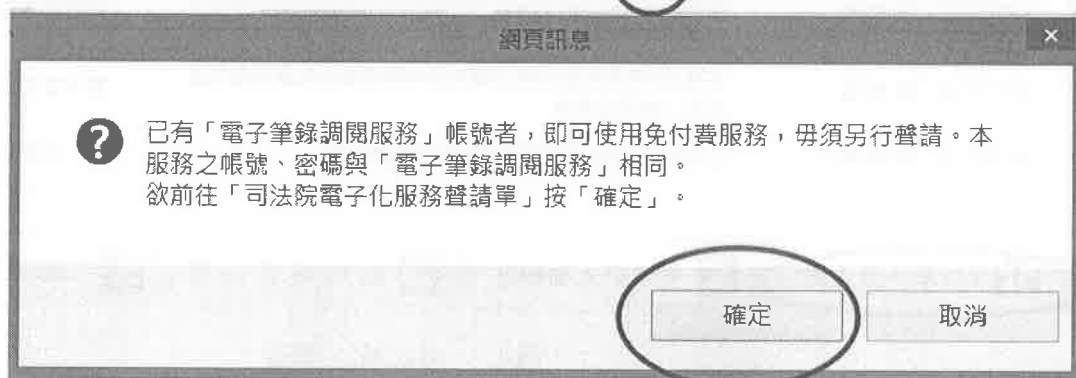 網頁訊息
已有「電子筆錄調閱服務」帳號者，即可使用免付費服務，毋須另行聲請。本
服務之帳號、密碼與「電子筆錄調閱服務」相同。
欲前往「司法院電子化服務聲請單」按「確定」。
確定
取消